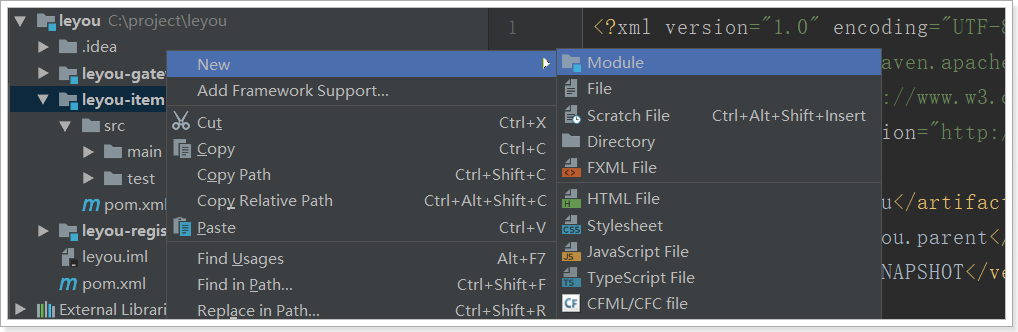 leyou C:\project\leyou
.idea
leyou-gate
leyou-item
src
main
test
pom.xml
leyou-regis
leyou.iml
pom.xml
External Librari
New
Add Framework Support...
Cut Ctrl+X
Copy Ctrl+C
Copy Path Ctrl+Shift+C
Copy Relative Path Ctrl+Alt+Shift+C
Paste Ctrl+V
Find Usages Alt+F7
Find in Path... Ctrl+Shift+F
Replace in Path... Ctrl+Shift+R
Module
File
Scratch File Ctrl+Alt+Shift+Insert
Directory
FXML File
HTML File
Stylesheet
JavaScript File
TypeScript File
CFML/CFC file
1 <?xml version="1.0" encoding="UTF-8
aven.apache
://www.w3.o
ion="http:/
u</artifact
ou.parent</
NAPSHOT</ve